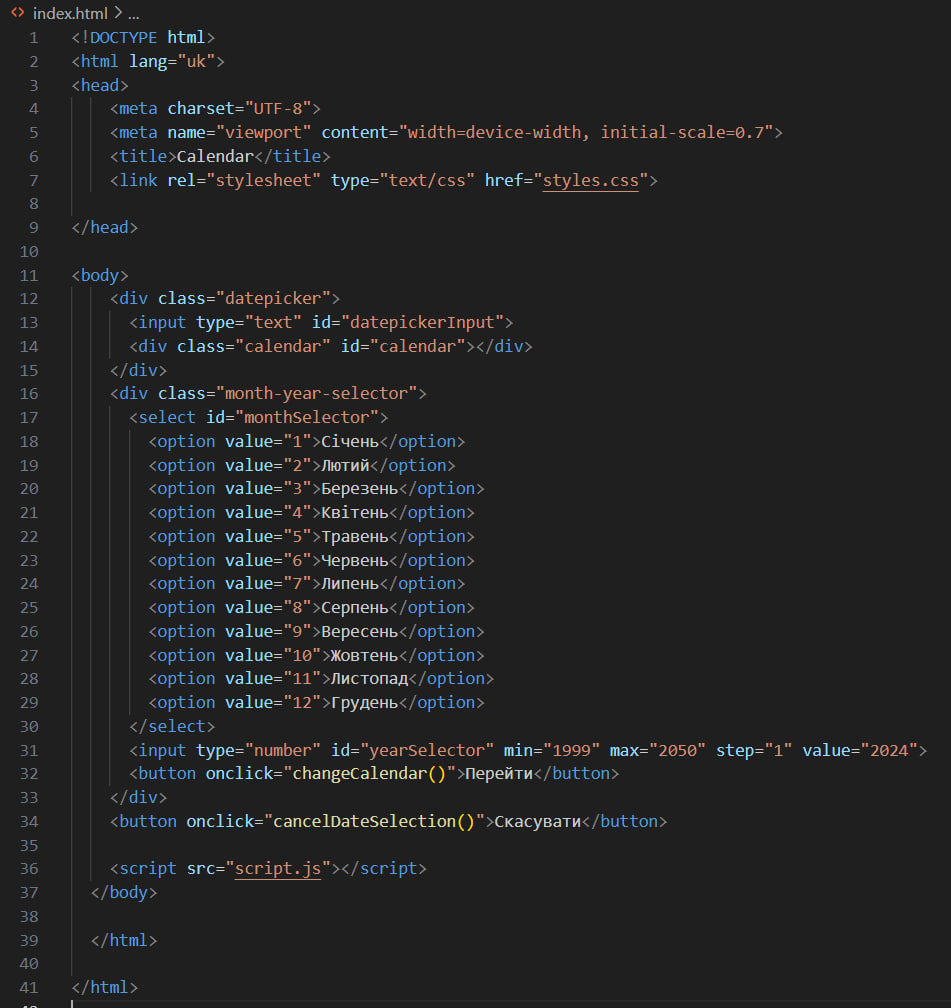 <> index.html > ...
1 <!DOCTYPE html>
2 <html lang="uk">
3 <head>
4 <meta charset="UTF-8">
5 <meta name="viewport" content="width=device-width, initial-scale=0.7">
6 <title>Calendar</title>
7 <link rel="stylesheet" type="text/css" href="styles.css">
8
9 </head>
10
11 <body>
12 <div class="datepicker">
13 <input type="text" id="datepickerInput">
14 <div class="calendar" id="calendar"></div>
15 </div>
16 <div class="month-year-selector">
17 <select id="monthSelector">
18 <option value="1">Січень</option>
19 <option value="2">Лютий</option>
20 <option value="3">Березень</option>
21 <option value="4">Квітень</option>
22 <option value="5">Травень</option>
23 <option value="6">Червень</option>
24 <option value="7">Липень</option>
25 <option value="8">Серпень</option>
26 <option value="9">Вересень</option>
27 <option value="10">Жовтень</option>
28 <option value="11">Листопад</option>
29 <option value="12">Грудень</option>
30 </select>
31 <input type="number" id="yearSelector" min="1999" max="2050" step="1" value="2024">
32 <button onclick="changeCalendar()">Перейти</button>
33 </div>
34 <button onclick="cancelDateSelection()">Скасувати</button>
35
36 <script src="script.js"></script>
37 </body>
38
39 </html>
40
41 </html>